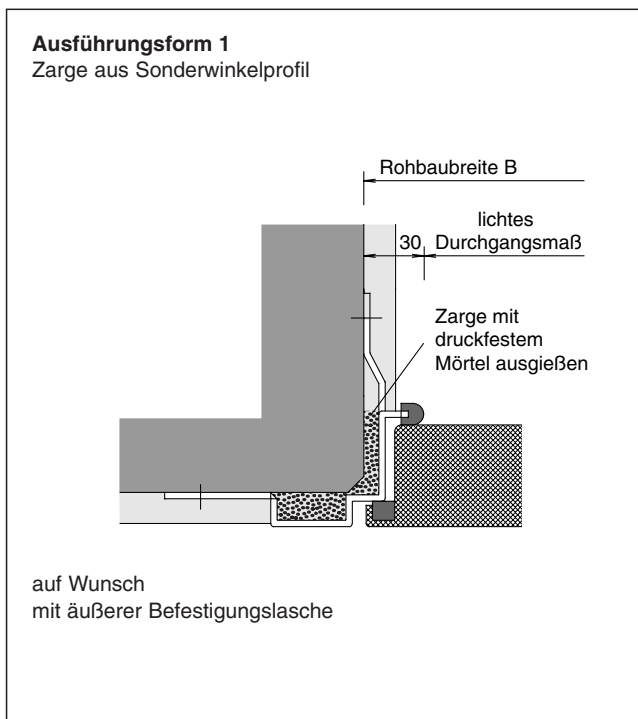 Ausführungsform 1
Zarge aus Sonderwinkelprofil
Rohbaubreite B
lichtes
30 Durchgangsmaß
Zarge mit
druckfestem
Mörtel ausgießen
auf Wunsch
mit äußerer Befestigungslasche